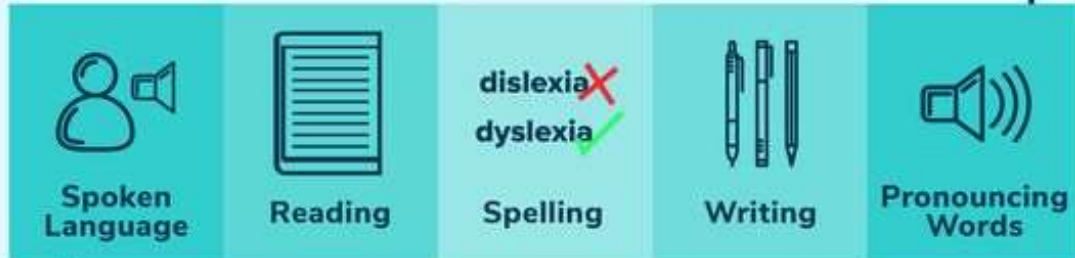 dislexia
dyslexia
Spoken
Language
Reading
Spelling
Writing
Pronouncing
Words